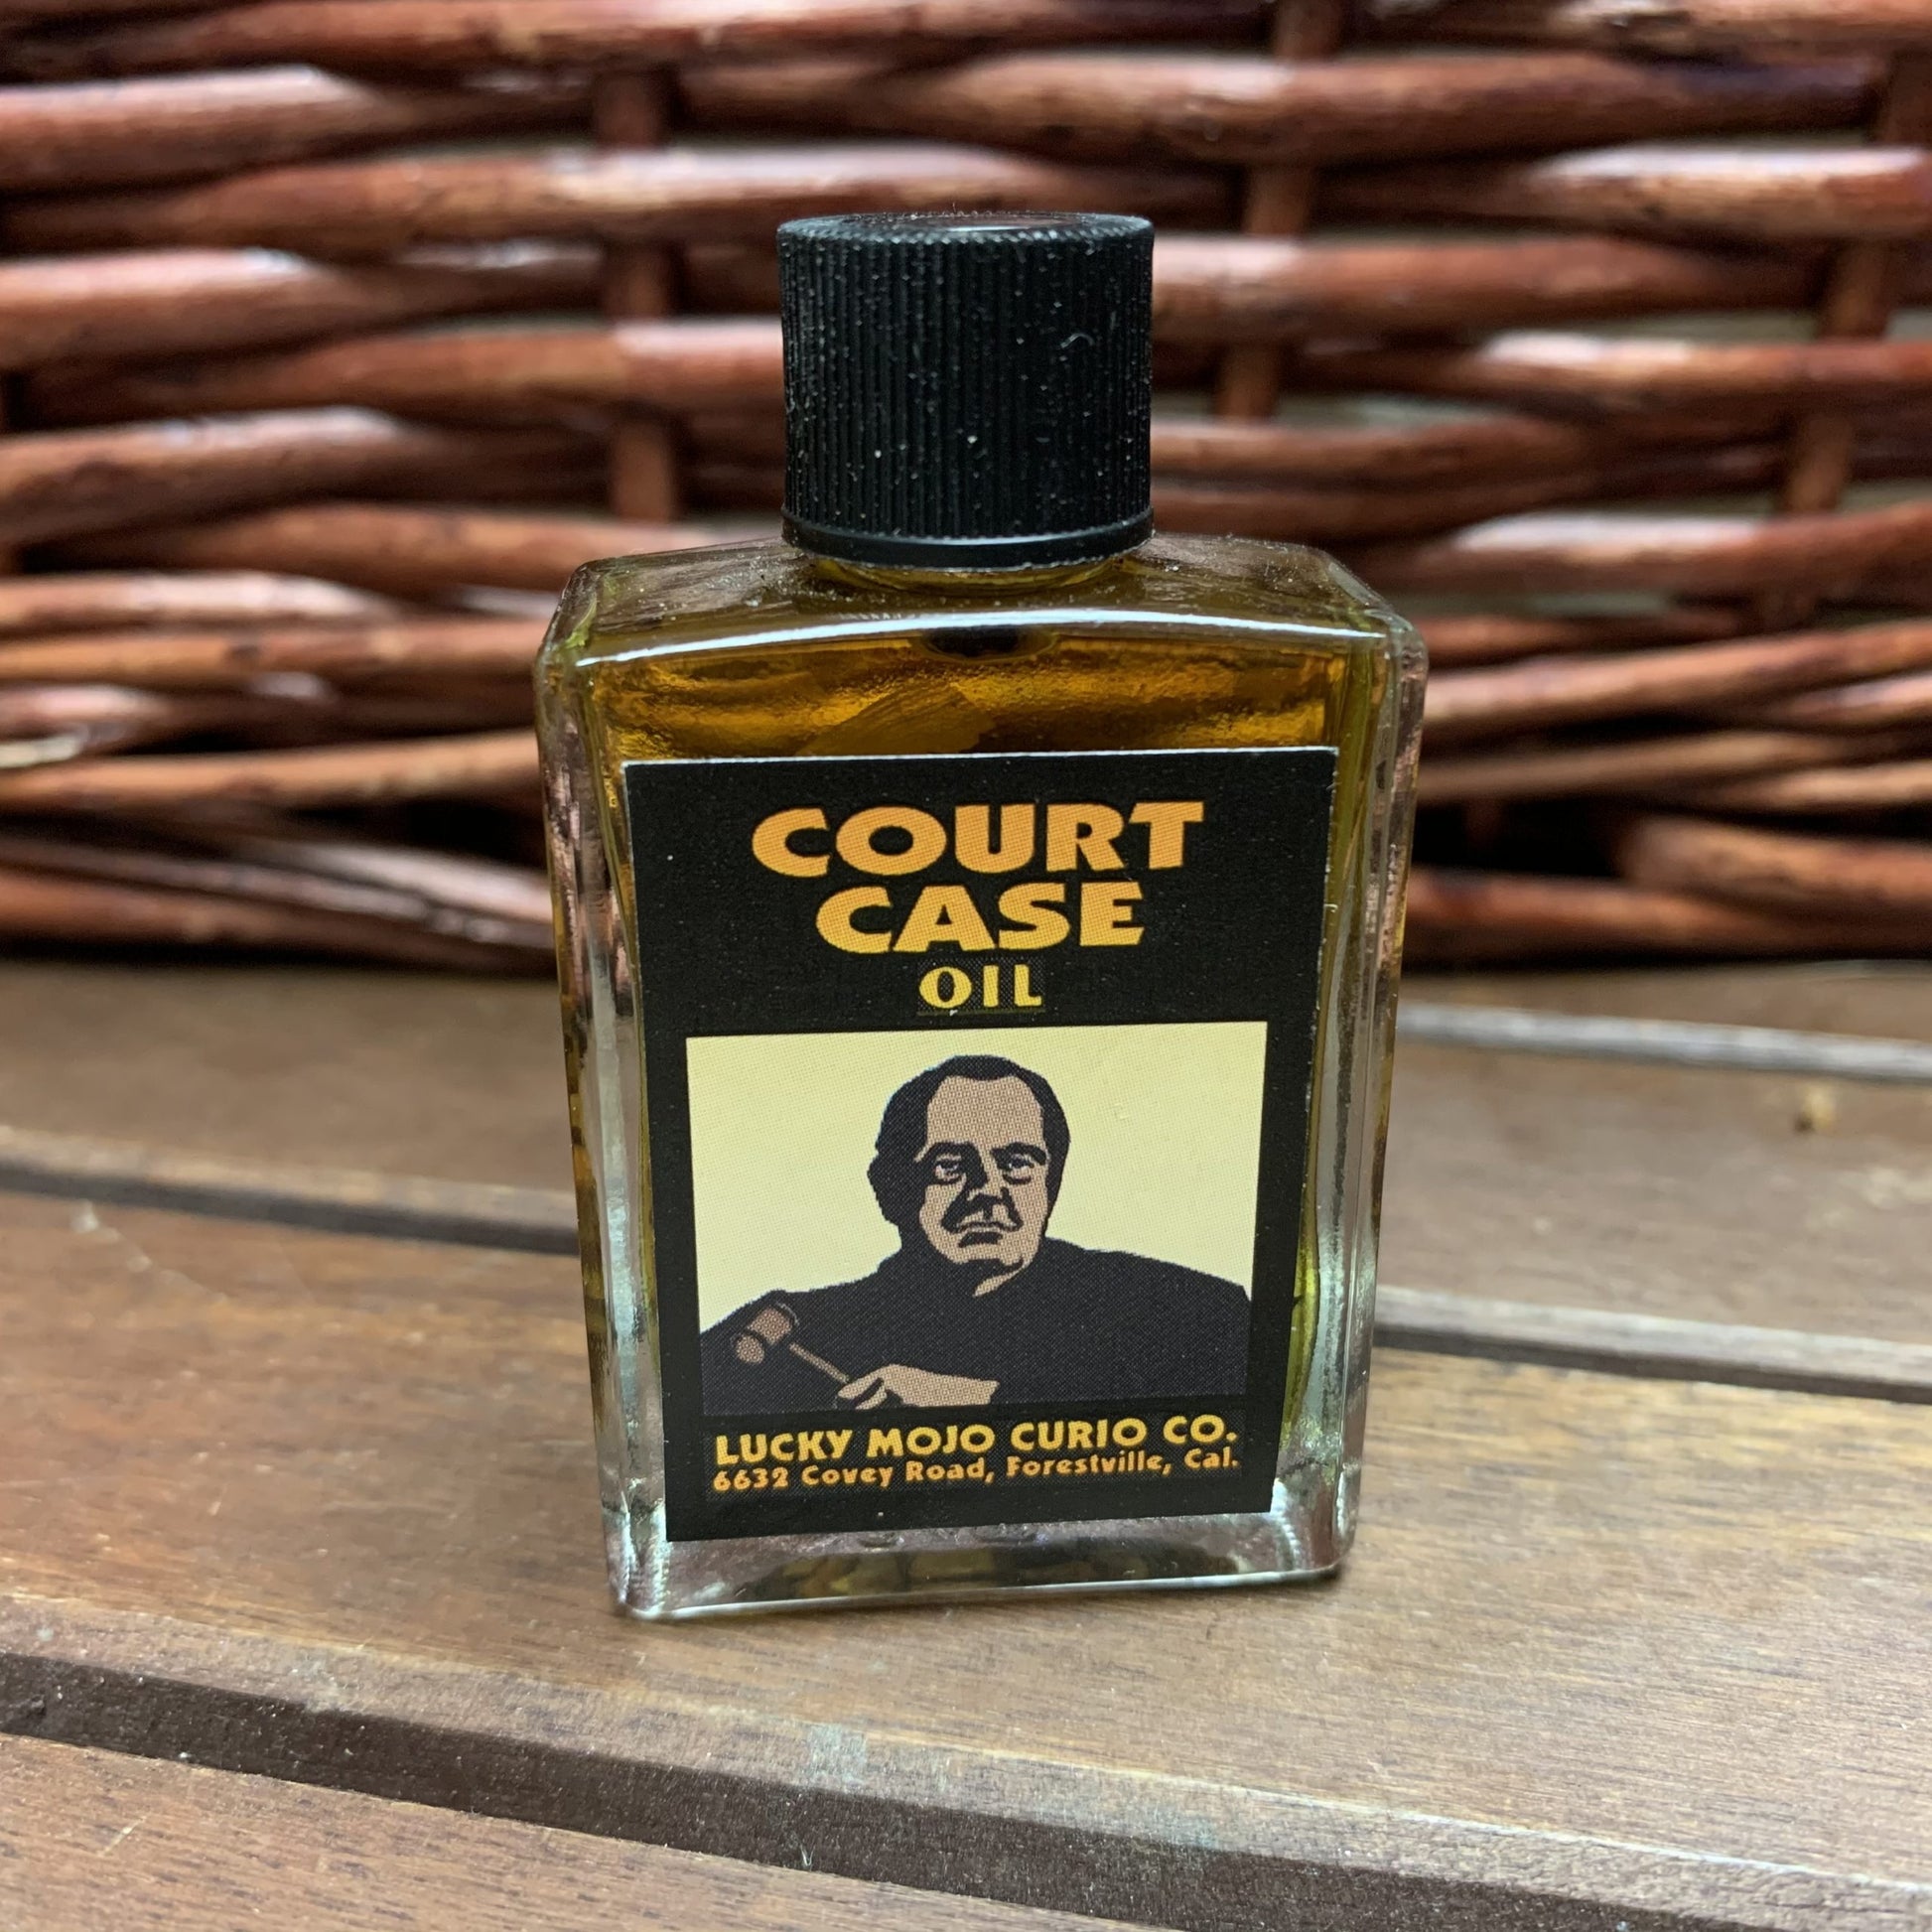 COURT
CASE
OIL
LUCKY MOJO CURIO CO.
6632 Covey Road, Forestville, Cal.